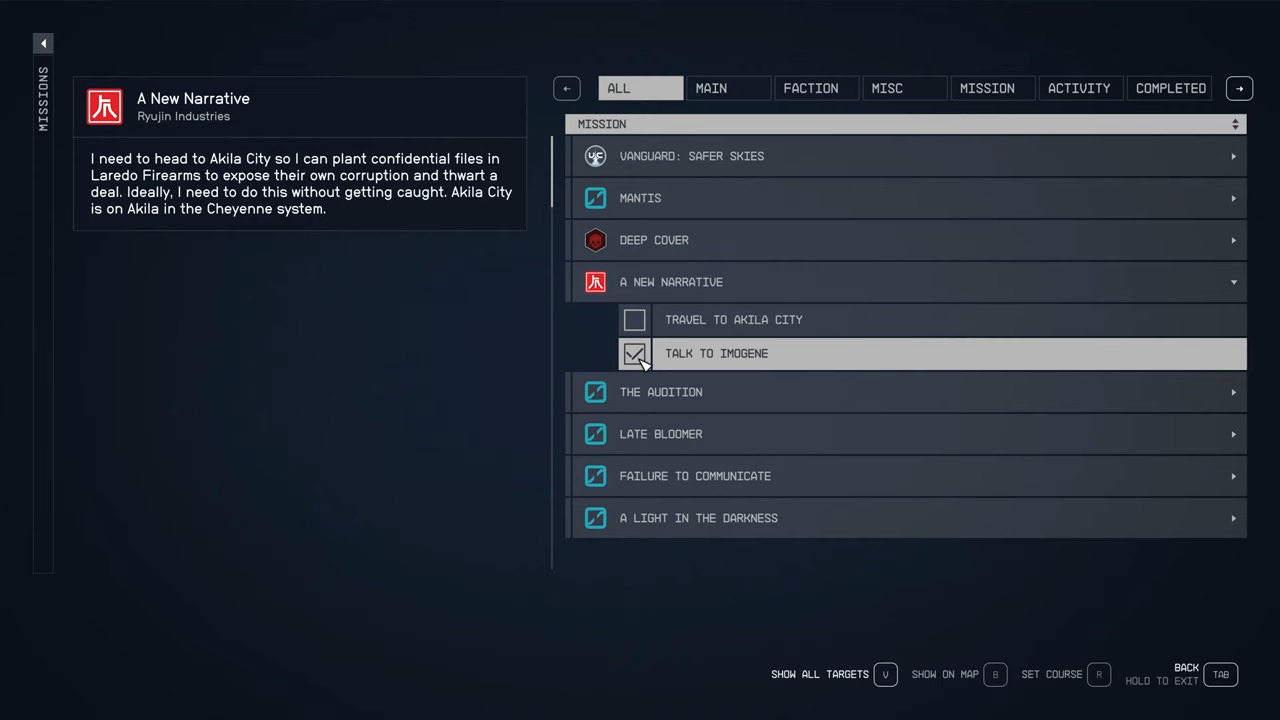 MISSIONS
A New Narrative
Ryujin Industries
I need to head to Akila City so I can plant confidential files in
Laredo Firearms to expose their own corruption and thwart a
deal. Ideally, I need to do this without getting caught. Akila City
is on Akila in the Cheyenne system.
ALL MAIN FACTION MISC MISSION ACTIVITY COMPLETED
MISSION
UC VANGUARD: SAFER SKIES
MANTIS
DEEP COVER
A NEW NARRATIVE
TRAVEL TO AKILA CITY
TALK TO IMOGENE
THE AUDITION
LATE BLOOMER
FAILURE TO COMMUNICATE
A LIGHT IN THE DARKNESS
SHOW ALL TARGETS V SHOW ON MAP B SET COURSE R BACK TAB
HOLD TO EXIT